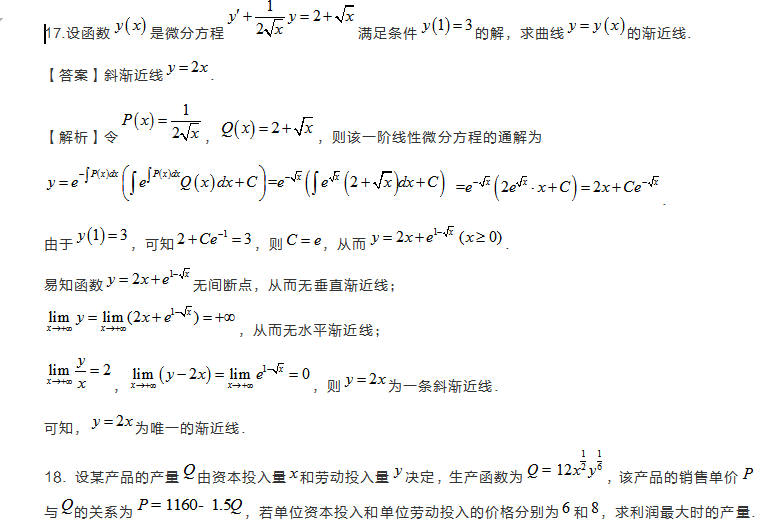 17.设函数 y(x) 是微分方程 y′ + 1/(2√x) y = 2 + √x 满足条件 y(1) = 3 的解，求曲线 y = y(x) 的渐近线.
【答案】斜渐近线 y = 2x .
【解析】令 P(x) = 1/(2√x) ，Q(x) = 2 + √x ，则该一阶线性微分方程的通解为
y = e^{-∫P(x)dx} (∫e^{∫P(x)dx} Q(x)dx + C) = e^{-√x} (∫e^{√x} (2 + √x)dx + C) = e^{-√x} (2e^{√x} · x + C) = 2x + Ce^{-√x} .
由于 y(1) = 3 ，可知 2 + Ce^{-1} = 3 ，则 C = e，从而 y = 2x + e^{1-√x} (x ≥ 0) .
易知函数 y = 2x + e^{1-√x} 无间断点，从而无垂直渐近线；
lim_{x→+∞} y = lim_{x→+∞} (2x + e^{1-√x}) = +∞ ，从而无水平渐近线；
lim_{x→+∞} y/x = 2 ，lim_{x→+∞} (y − 2x) = lim_{x→+∞} e^{1-√x} = 0 ，则 y = 2x 为一条斜渐近线.
可知，y = 2x 为唯一的渐近线.
18. 设某产品的产量 Q 由资本投入量 x 和劳动投入量 y 决定，生产函数为 Q = 12x^{1/2}y^{1/6} ，该产品的销售单价 P
与 Q 的关系为 P = 1160- 1.5Q ，若单位资本投入和单位劳动投入的价格分别为 6 和 8，求利润最大时的产量.